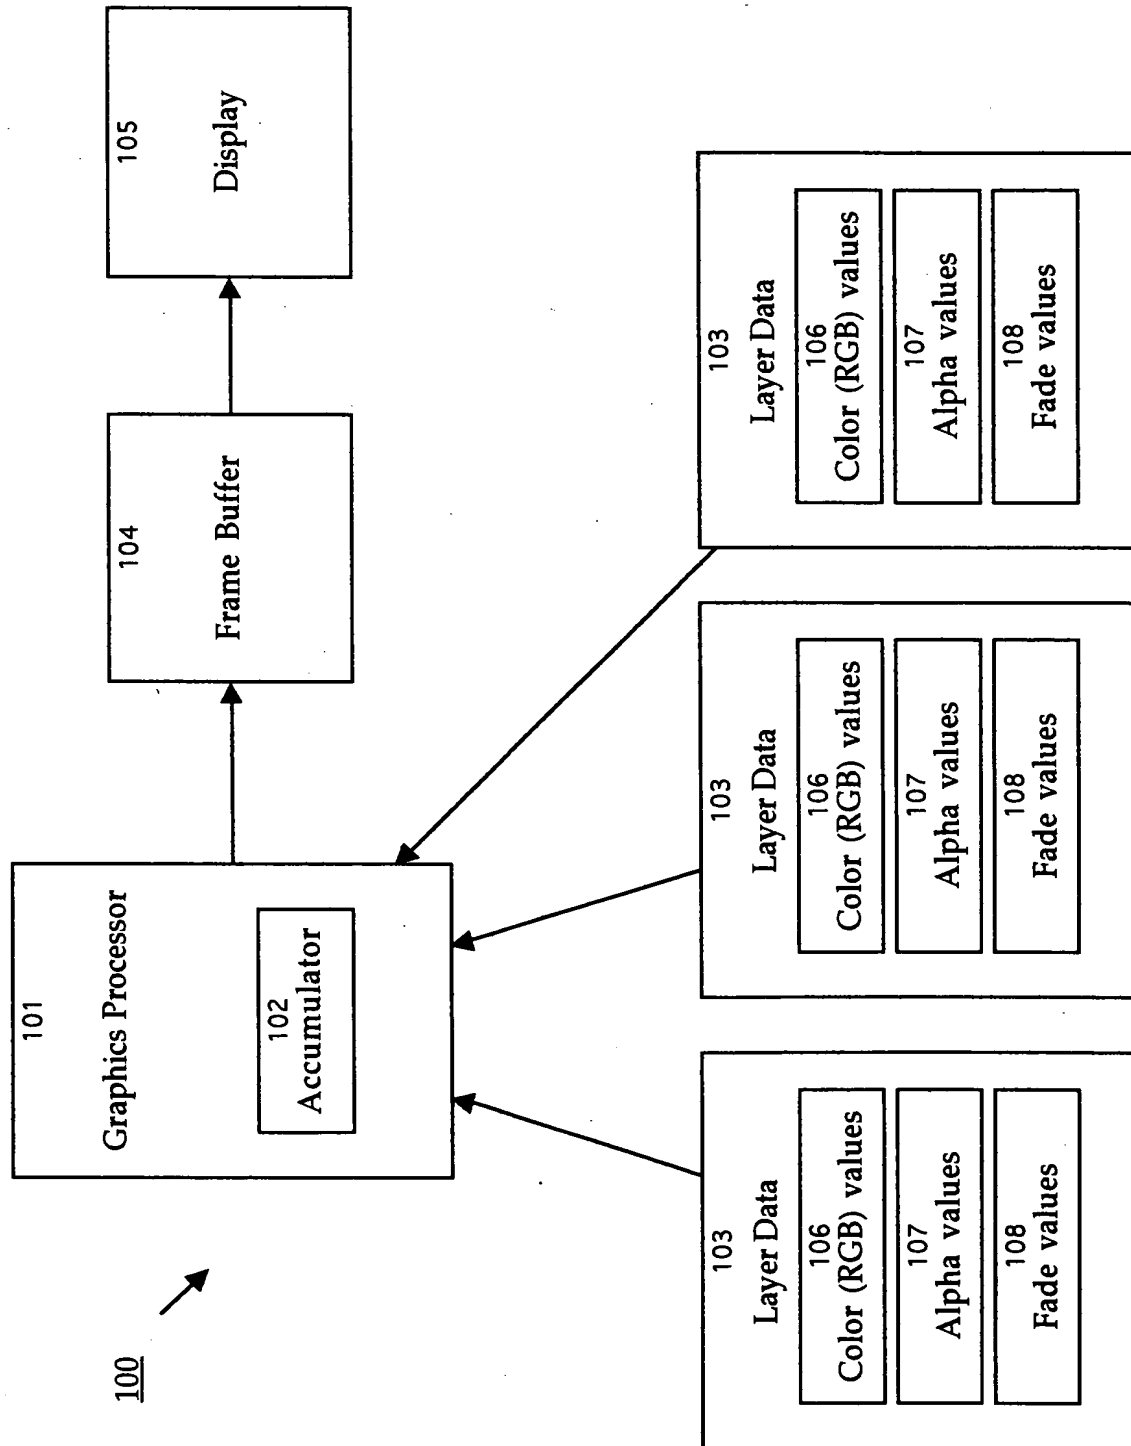 100
101
Graphics Processor
102
Accumulator
104
Frame Buffer
105
Display
103
Layer Data
106
Color (RGB) values
107
Alpha values
108
Fade values
103
Layer Data
106
Color (RGB) values
107
Alpha values
108
Fade values
103
Layer Data
106
Color (RGB) values
107
Alpha values
108
Fade values